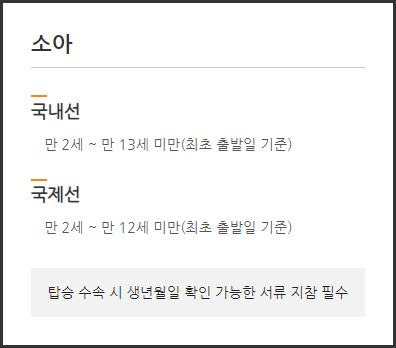 소아
국내선
만 2세 ~ 만 13세 미만(최초 출발일 기준)
국제선
만 2세 ~ 만 12세 미만(최초 출발일 기준)
탑승 수속 시 생년월일 확인 가능한 서류 지참 필수